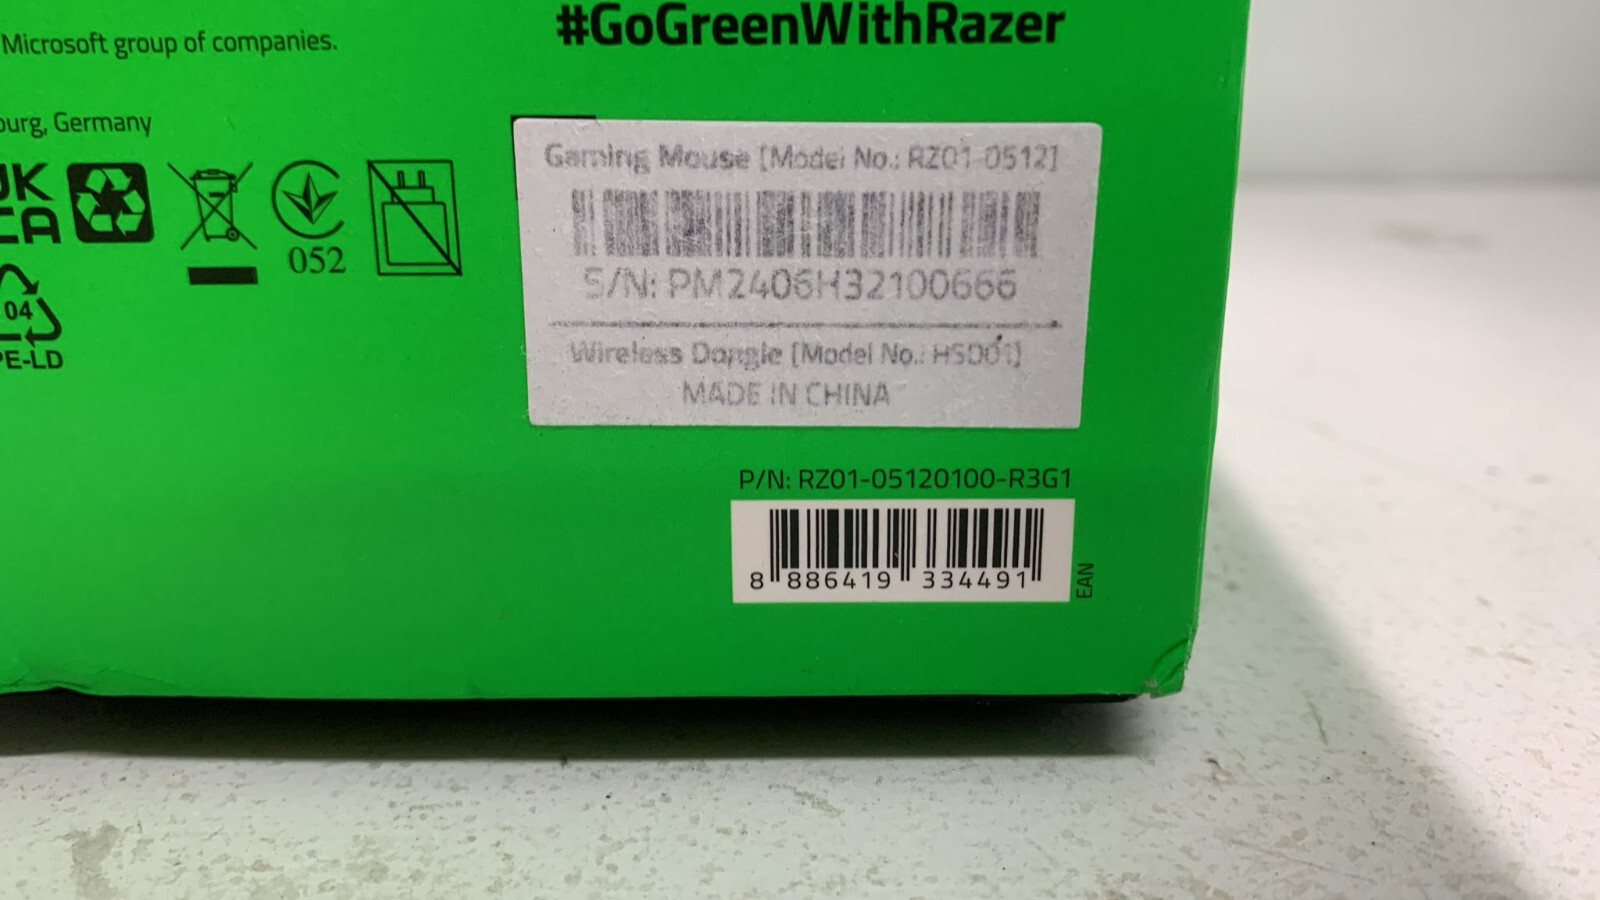 #GoGreenWithRazer
Microsoft group of companies.
ourg, Germany
UK
CA
052
04
PE-LD
Gaming Mouse [Model No.: RZ01-0512]
S/N: PM2406H32100666
Wireless Dongle [Model No.: HSD01]
MADE IN CHINA
P/N: RZ01-05120100-R3G1
8 886419 334491
EAN